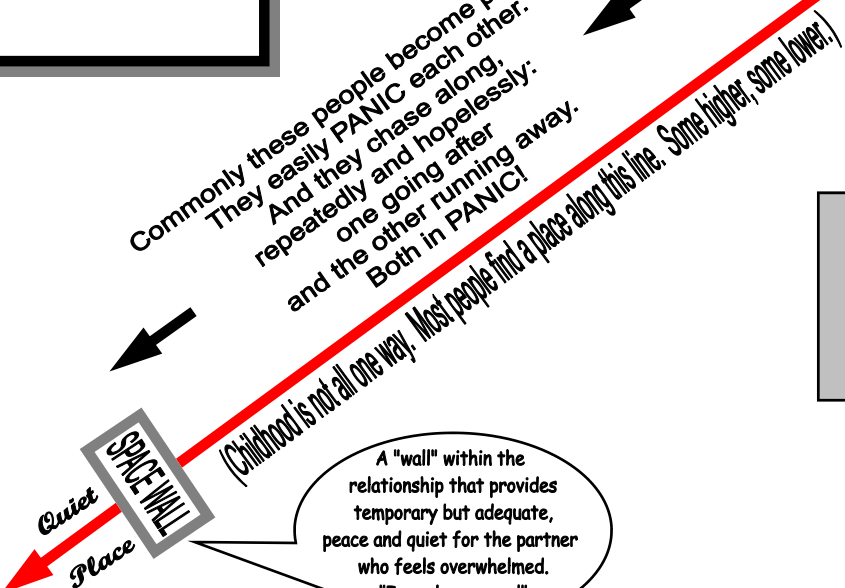 Commonly these people become
They easily PANIC each other.
And they chase along,
repeatedly and hopelessly:
one going after
and the other running away.
Both in PANIC!
(Childhood is not all one way. Most people find a place along this line. Some higher, some lower.)
SPACE WALL
Quiet
Place
A "wall" within the
relationship that provides
temporary but adequate,
peace and quiet for the partner
who feels overwhelmed.